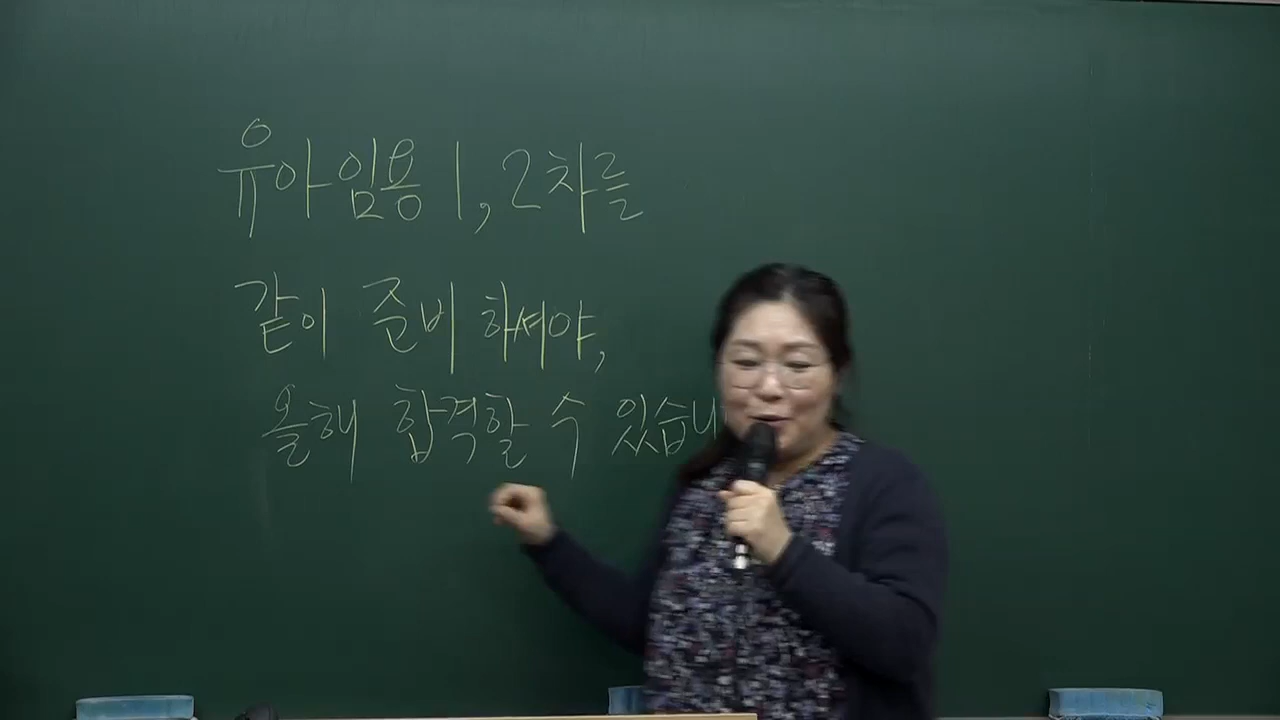 유아임용 1, 2차를
같이 준비하셔야,
올해 합격할 수 있습니